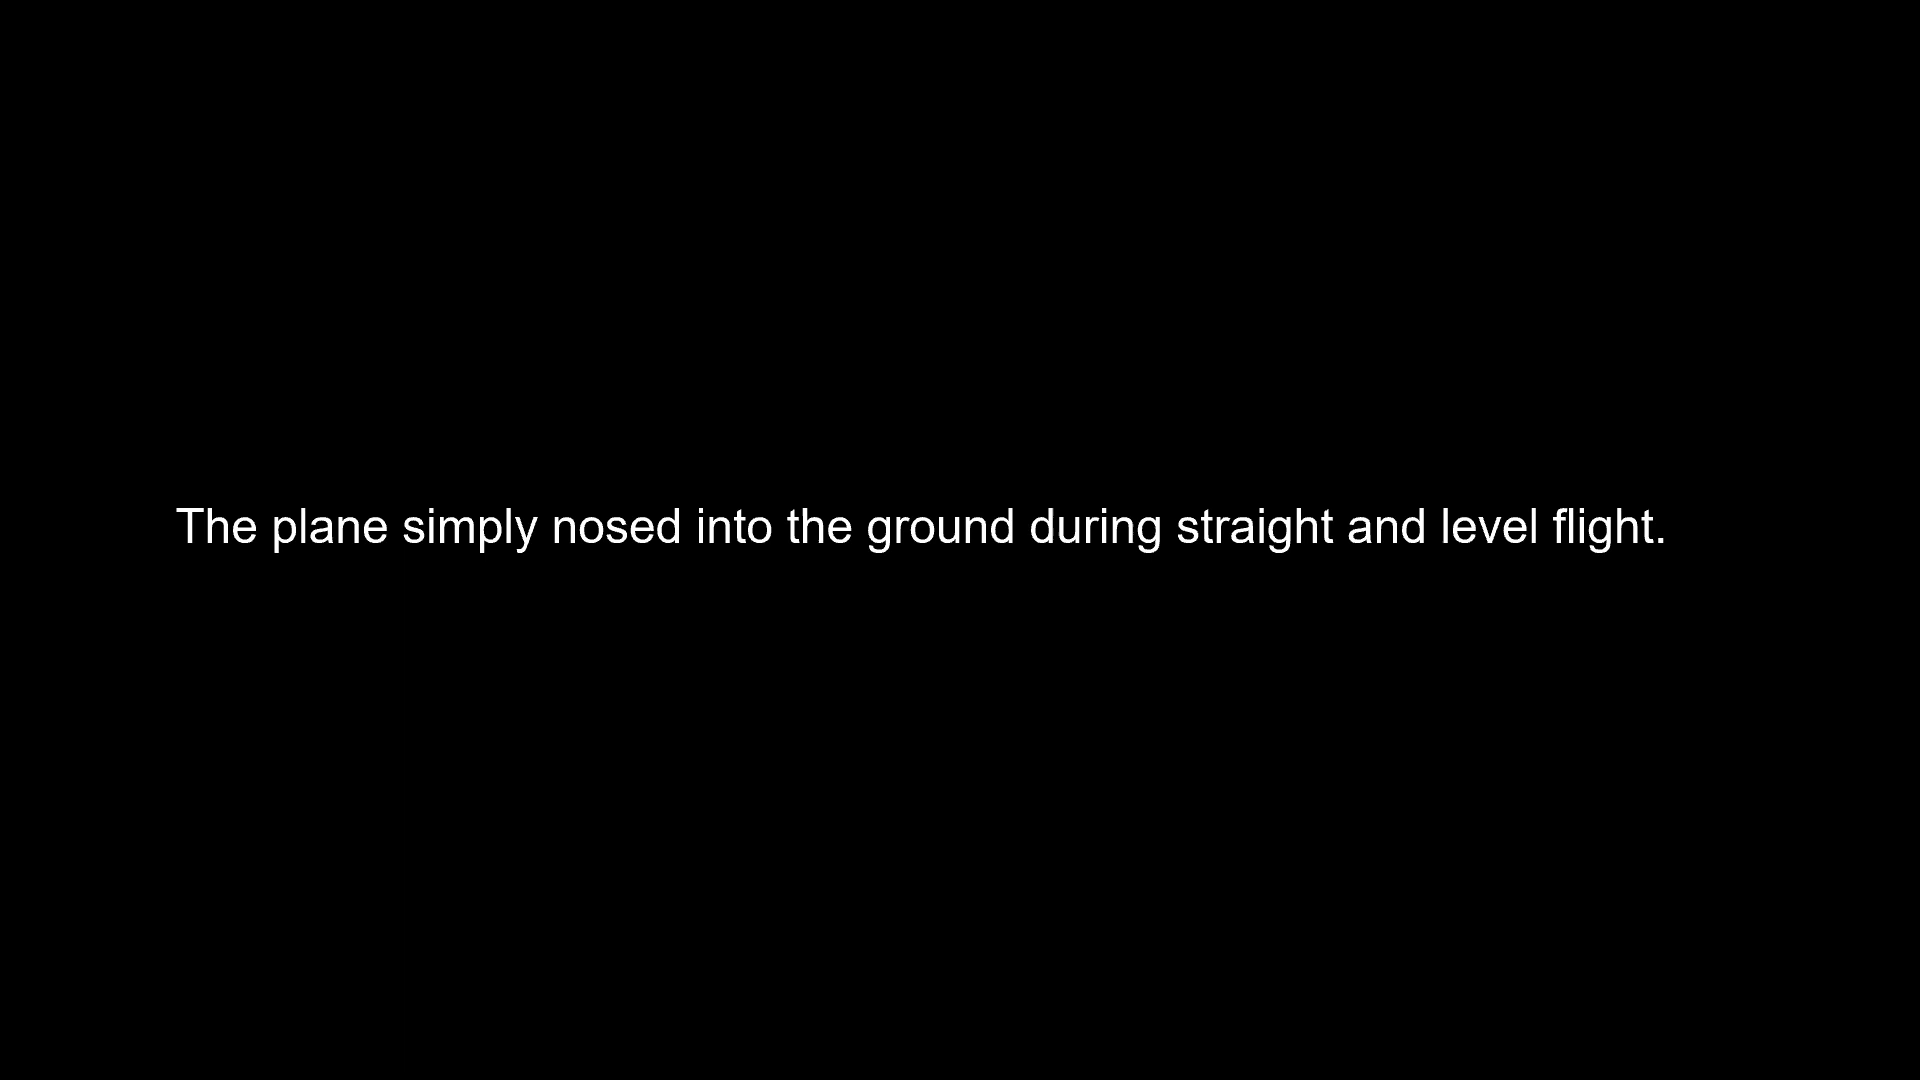 The plane simply nosed into the ground during straight and level flight.